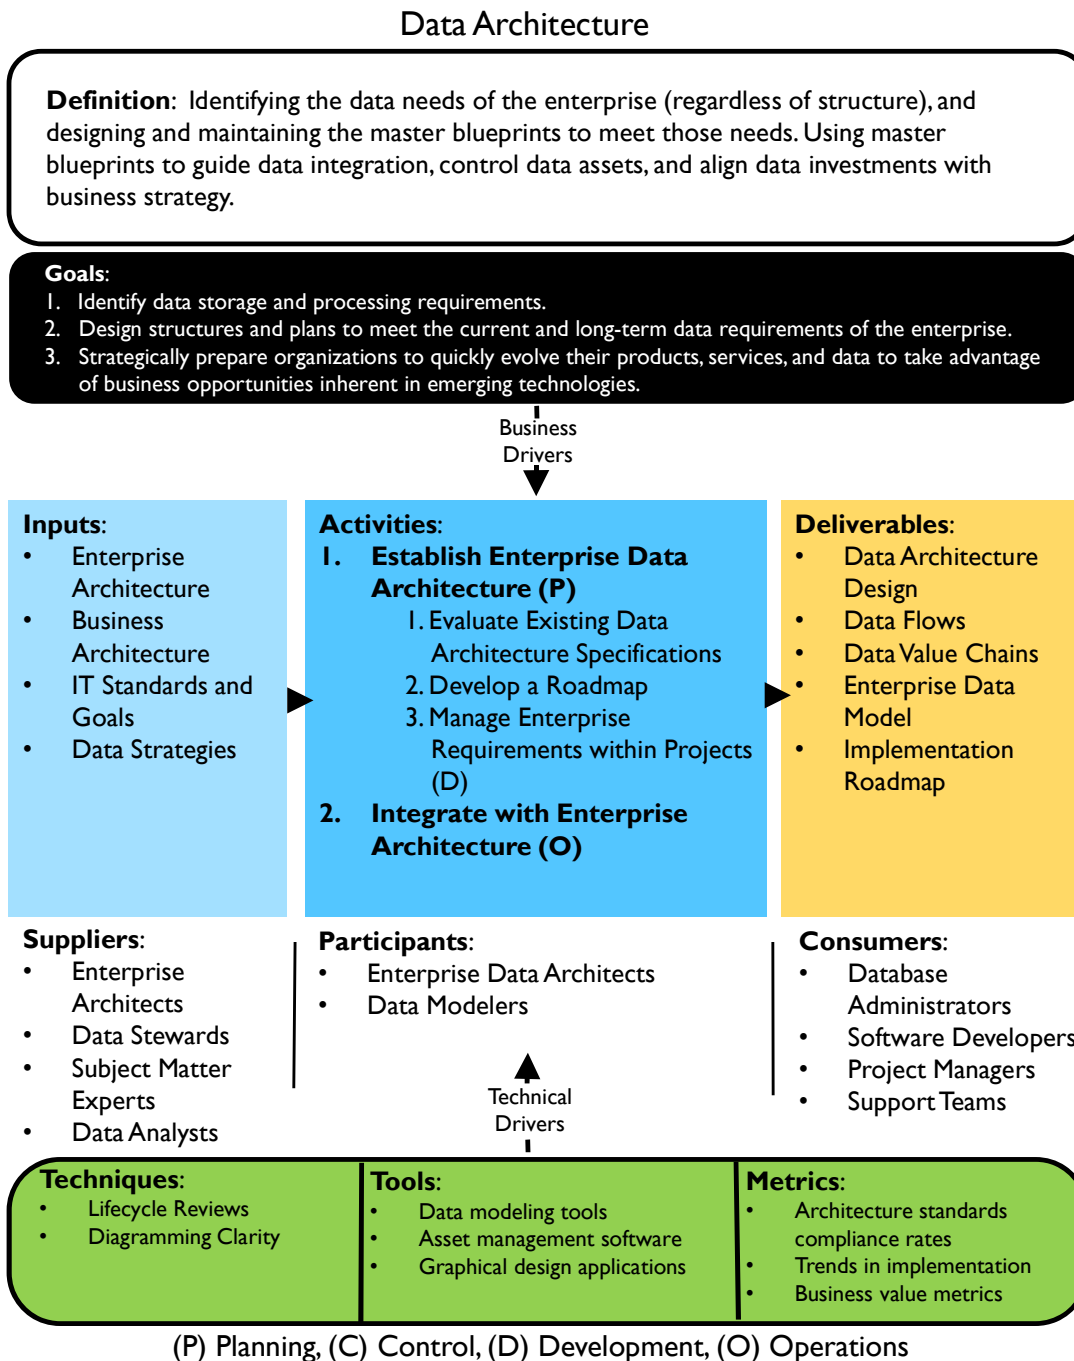 Data Architecture
Definition: Identifying the data needs of the enterprise (regardless of structure), and
designing and maintaining the master blueprints to meet those needs. Using master
blueprints to guide data integration, control data assets, and align data investments with
business strategy.
Goals:
1. Identify data storage and processing requirements.
2. Design structures and plans to meet the current and long-term data requirements of the enterprise.
3. Strategically prepare organizations to quickly evolve their products, services, and data to take advantage
of business opportunities inherent in emerging technologies.
Business
Drivers
Inputs:
• Enterprise
Architecture
• Business
Architecture
• IT Standards and
Goals
• Data Strategies
Activities:
1. Establish Enterprise Data
Architecture (P)
1. Evaluate Existing Data
Architecture Specifications
2. Develop a Roadmap
3. Manage Enterprise
Requirements within Projects
(D)
2. Integrate with Enterprise
Architecture (O)
Deliverables:
• Data Architecture
Design
• Data Flows
• Data Value Chains
• Enterprise Data
Model
• Implementation
Roadmap
Suppliers:
• Enterprise
Architects
• Data Stewards
• Subject Matter
Experts
• Data Analysts
Participants:
• Enterprise Data Architects
• Data Modelers
Technical
Drivers
Consumers:
• Database
Administrators
• Software Developers
• Project Managers
• Support Teams
Techniques:
• Lifecycle Reviews
• Diagramming Clarity
Tools:
• Data modeling tools
• Asset management software
• Graphical design applications
Metrics:
• Architecture standards
compliance rates
• Trends in implementation
• Business value metrics
(P) Planning, (C) Control, (D) Development, (O) Operations